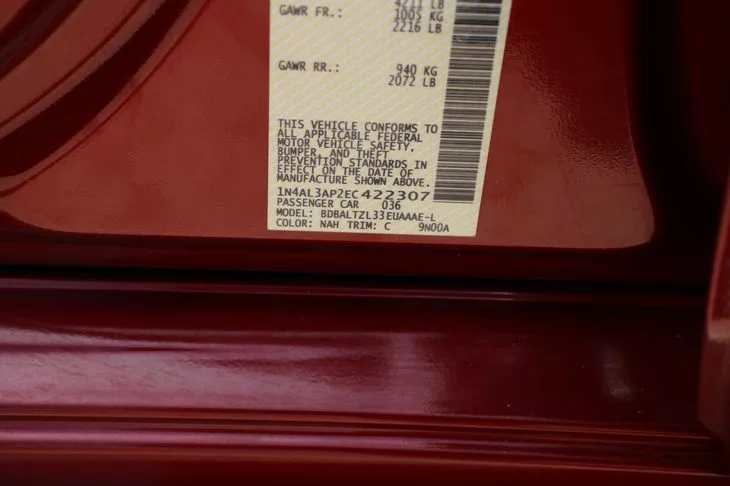 4211 LB
GAWR FR.: 1005 KG
2216 LB
GAWR RR.: 940 KG
2072 LB
THIS VEHICLE CONFORMS TO
ALL APPLICABLE FEDERAL
MOTOR VEHICLE SAFETY,
BUMPER, AND THEFT
PREVENTION STANDARDS IN
EFFECT ON THE DATE OF
MANUFACTURE SHOWN ABOVE.
1N4AL3AP2EC422307
PASSENGER CAR 036
MODEL: BDBALTZL33EUAAAE-L
COLOR: NAH TRIM: C 9N00A